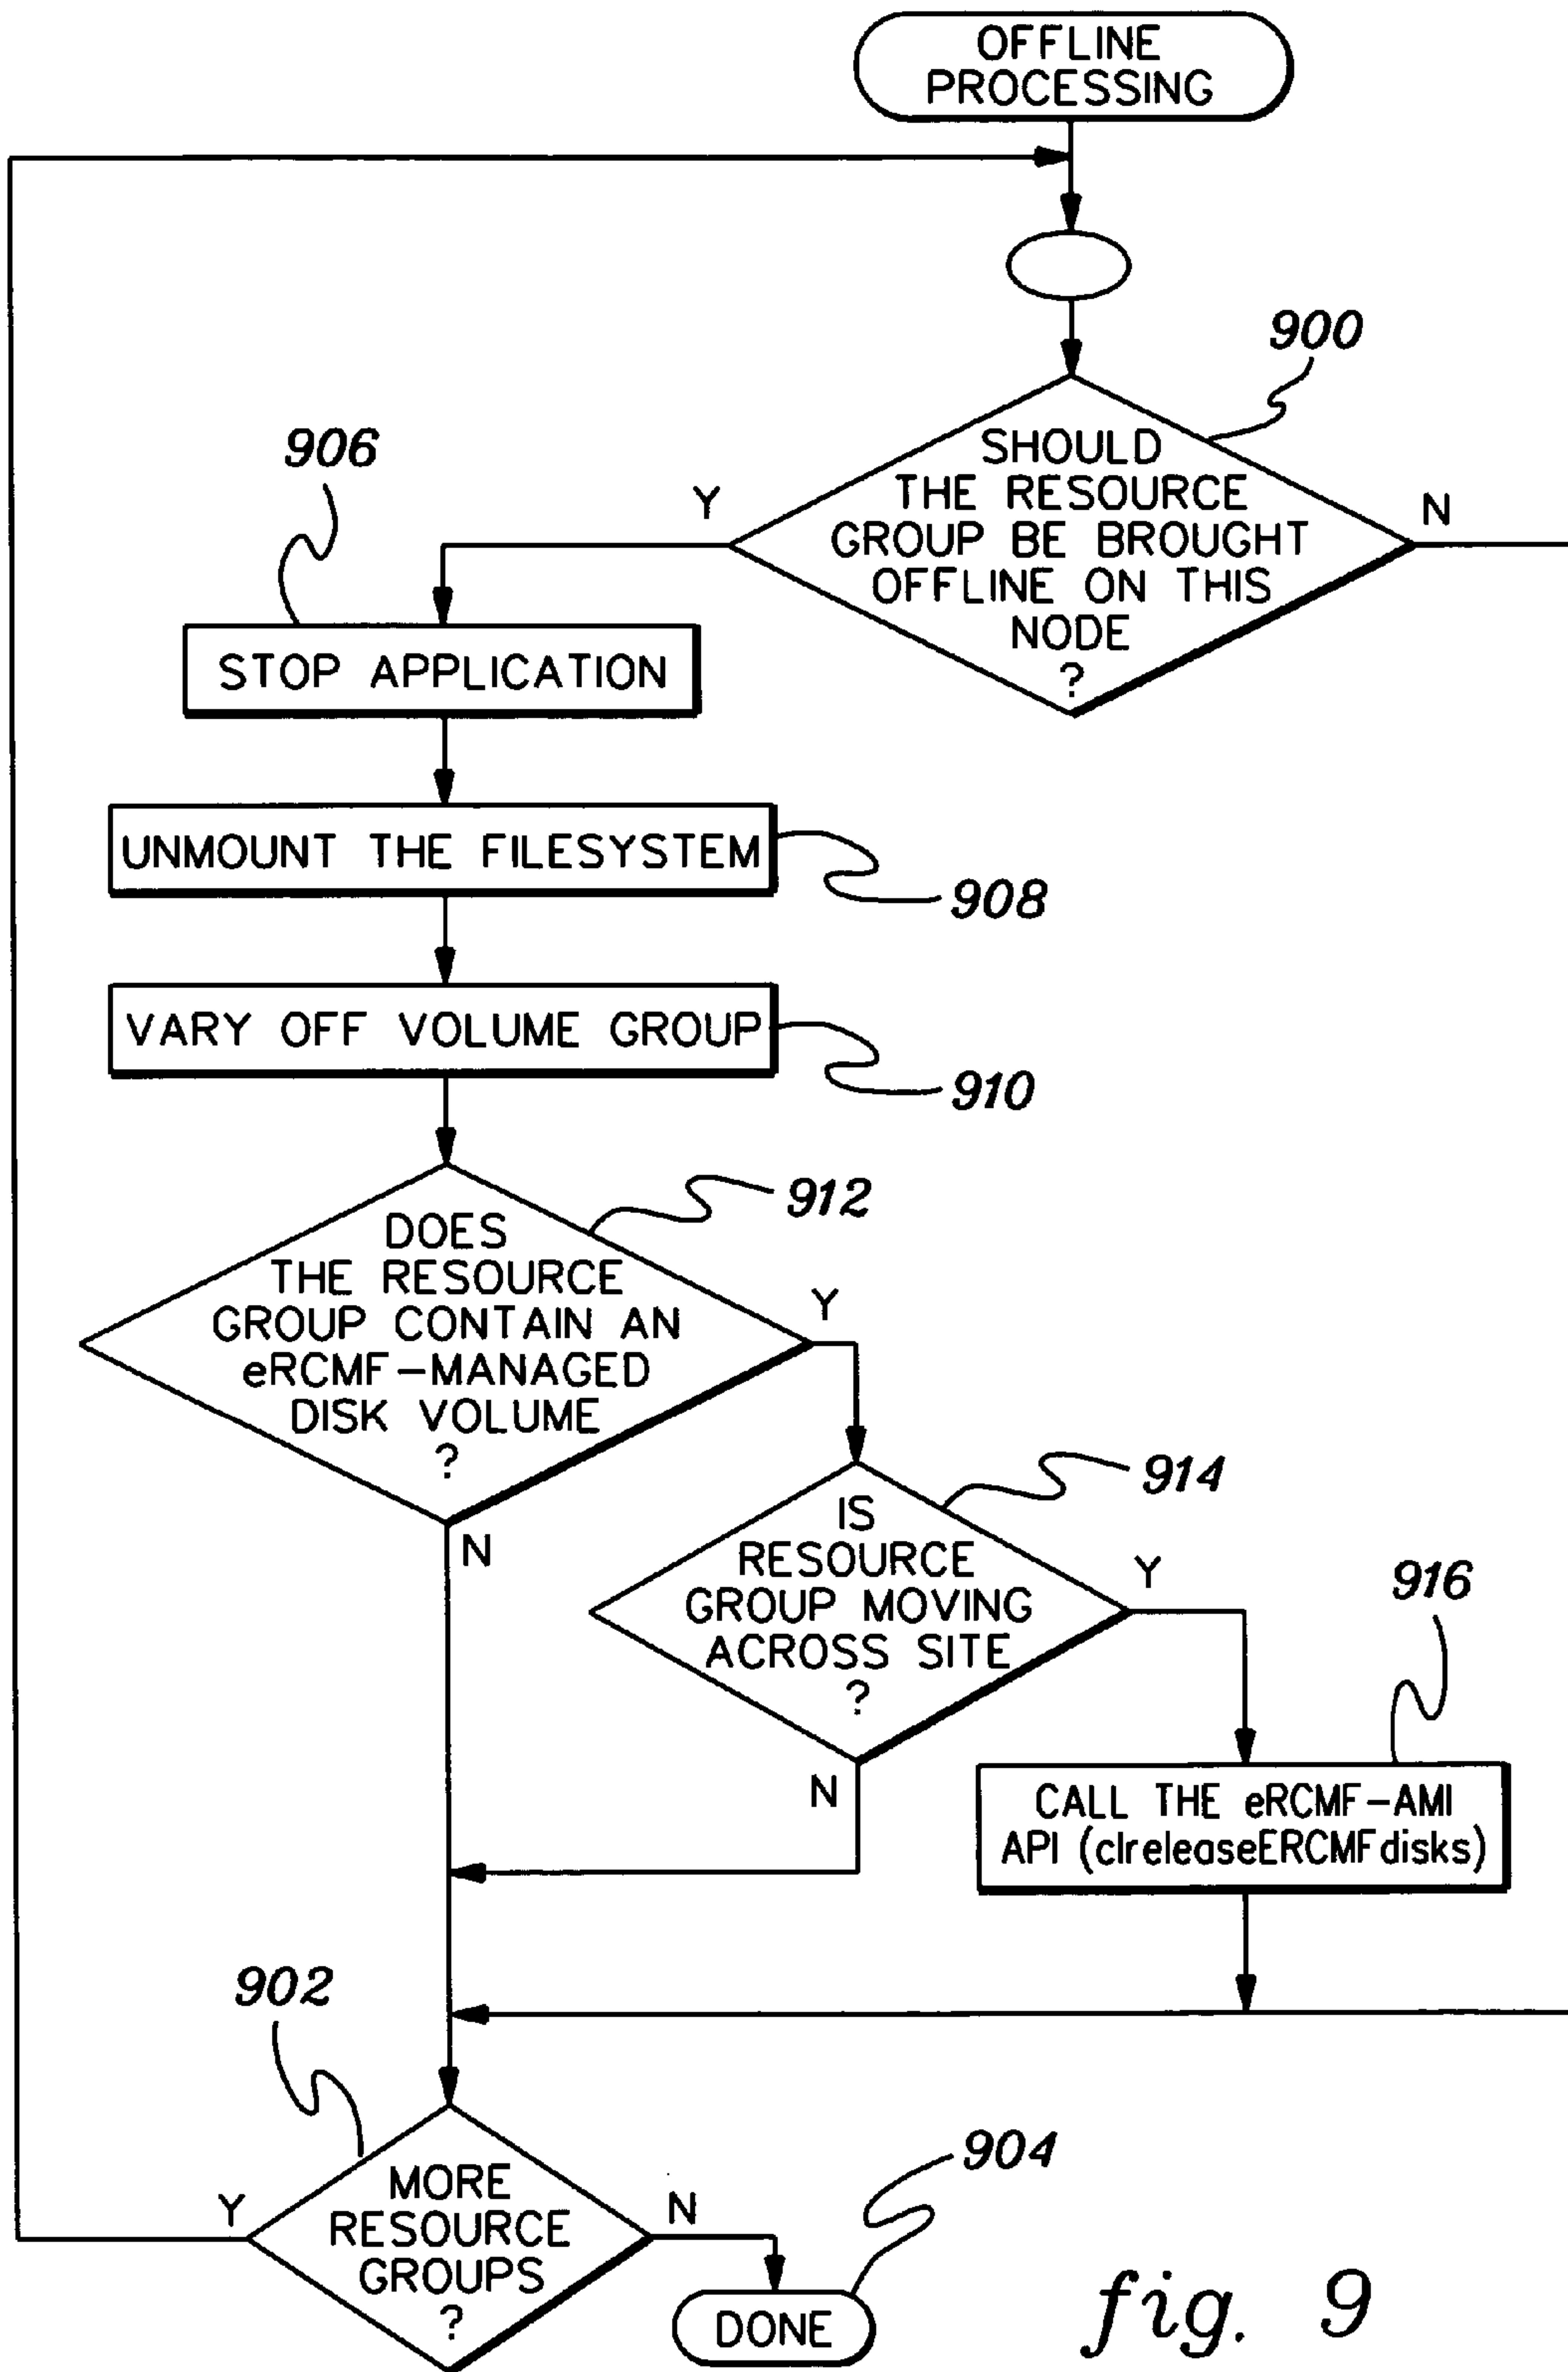 OFFLINE
PROCESSING
900
SHOULD
THE RESOURCE
GROUP BE BROUGHT
OFFLINE ON THIS
NODE
?
Y
N
906
STOP APPLICATION
UNMOUNT THE FILESYSTEM
908
VARY OFF VOLUME GROUP
910
912
DOES
THE RESOURCE
GROUP CONTAIN AN
eRCMF-MANAGED
DISK VOLUME
?
Y
N
914
IS
RESOURCE
GROUP MOVING
ACROSS SITE
?
Y
N
916
CALL THE eRCMF-AMI
API (clreleaseERCMFdisks)
902
MORE
RESOURCE
GROUPS
?
Y
N
904
DONE
fig. 9